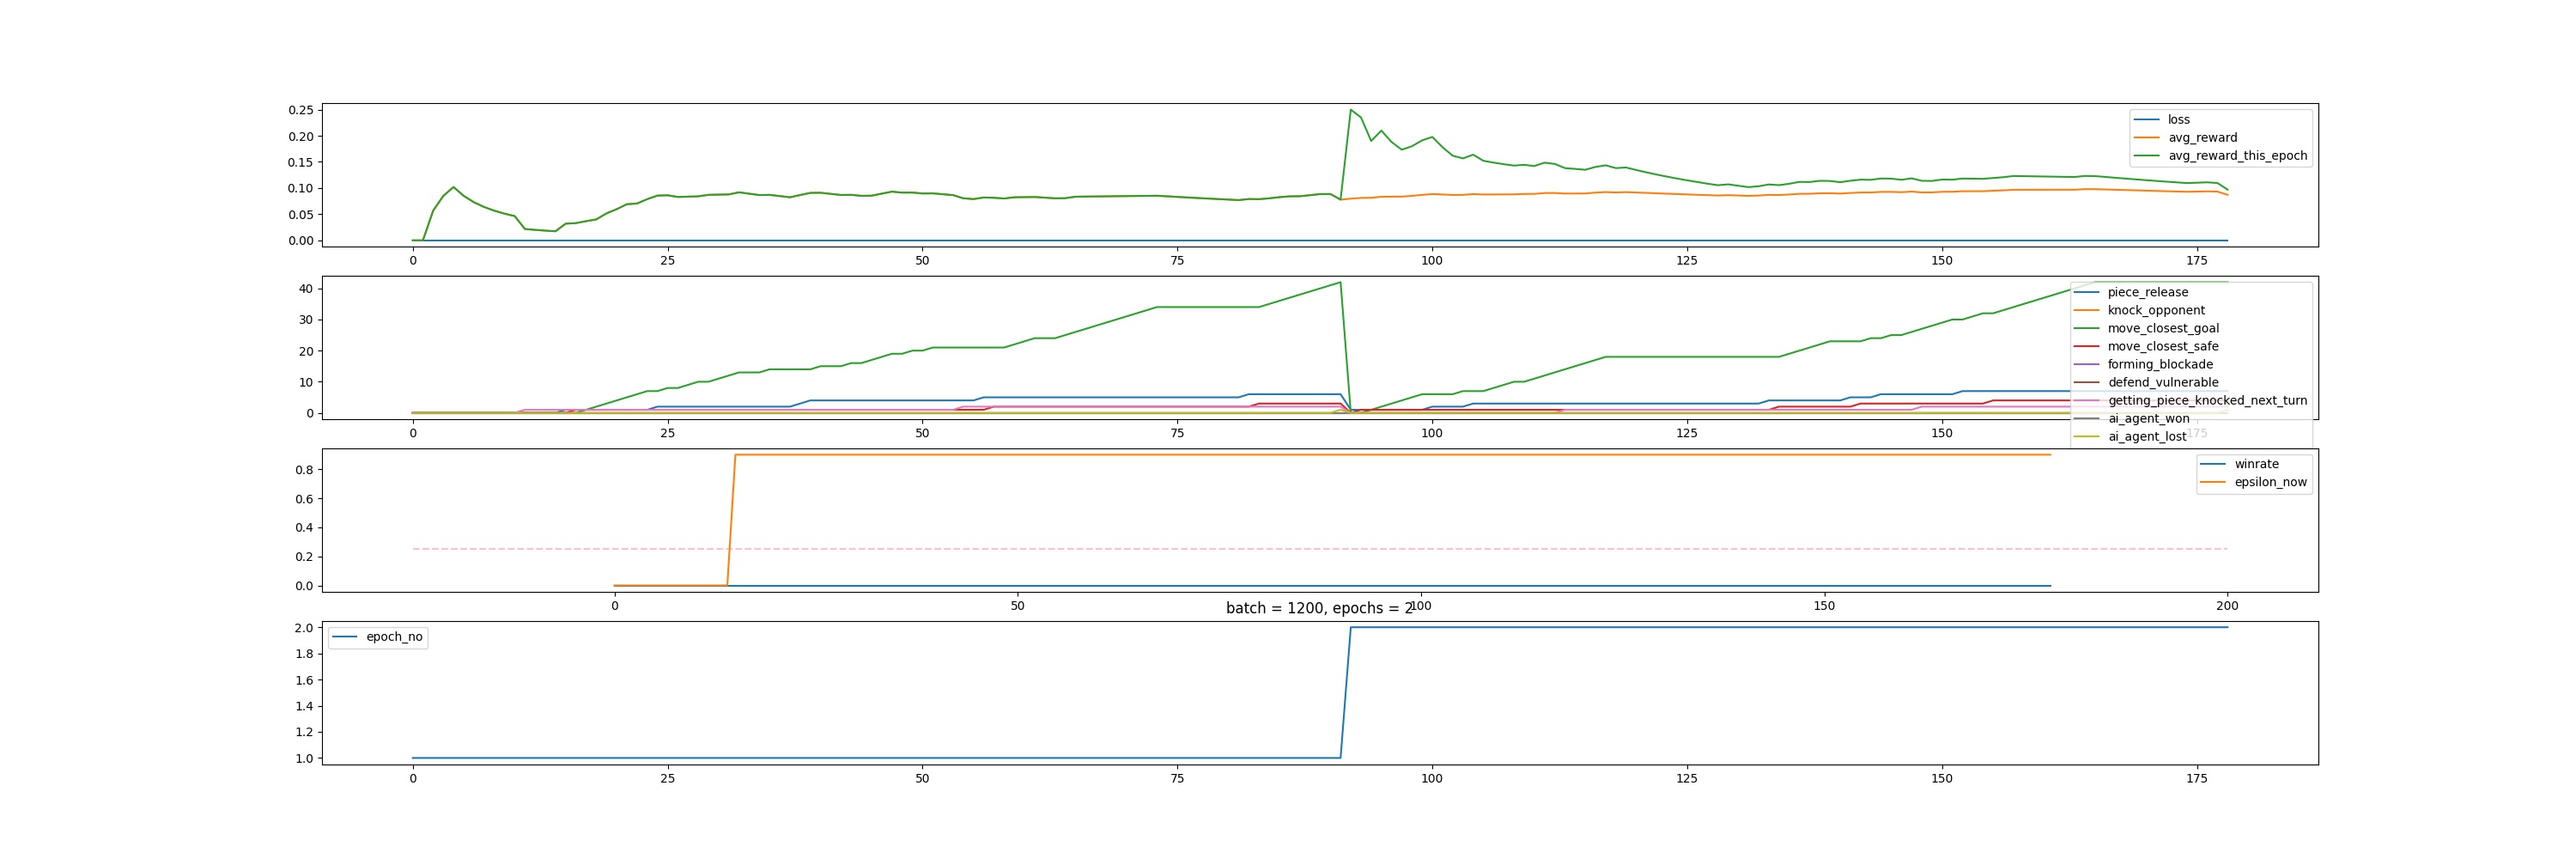 0.25
0.20
0.15
0.10
0.05
0.00
loss
avg_reward
avg_reward_this_epoch
0 25 50 75 100 125 150 175
40
30
20
10
0
piece_release
knock_opponent
move_closest_goal
move_closest_safe
forming_blockade
defend_vulnerable
getting_piece_knocked_next_turn
ai_agent_won
ai_agent_lost
0 25 50 75 100 125 150 175
0.8
0.6
0.4
0.2
0.0
winrate
epsilon_now
0 50 100 150 200
batch = 1200, epochs = 2
2.0
1.8
1.6
1.4
1.2
1.0
epoch_no
0 25 50 75 100 125 150 175